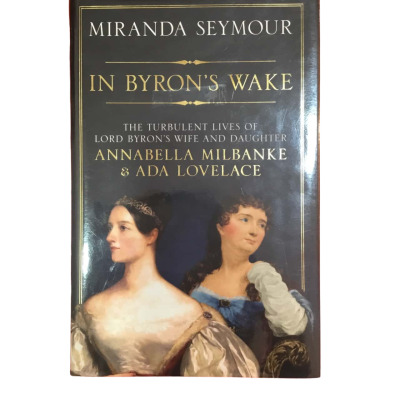 MIRANDA SEYMOUR
IN BYRON'S WAKE
THE TURBULENT LIVES OF
LORD BYRON'S WIFE AND DAUGHTER
ANNABELLA MILBANKE
& ADA LOVELACE